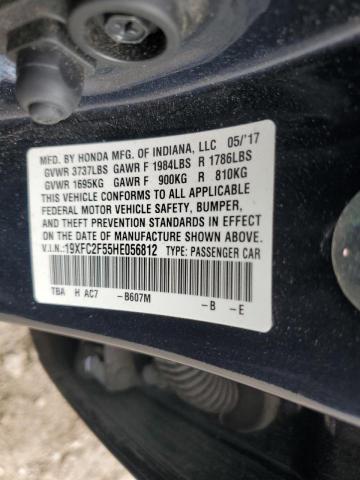 MFD. BY HONDA MFG. OF INDIANA, LLC 05/'17
GVWR 3737LBS GAWR F 1984LBS R 1786LBS
GVWR 1695KG GAWR F 900KG R 810KG
THIS VEHICLE CONFORMS TO ALL APPLICABLE
FEDERAL MOTOR VEHICLE SAFETY, BUMPER,
AND THEFT PREVENTION STANDARDS IN
EFFECT ON THE DATE OF MANUFACTURE SHOWN ABOVE.
V.I.N.:19XFC2F55HE056812 TYPE: PASSENGER CAR
TBA H AC7 -B607M -B -E